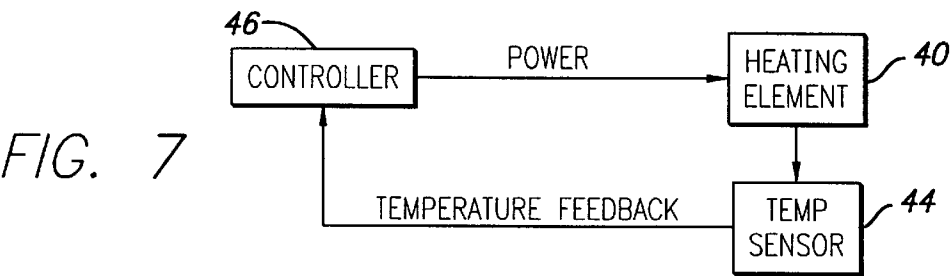 46
CONTROLLER
POWER
HEATING
ELEMENT
40
FIG. 7
TEMPERATURE FEEDBACK
TEMP
SENSOR
44